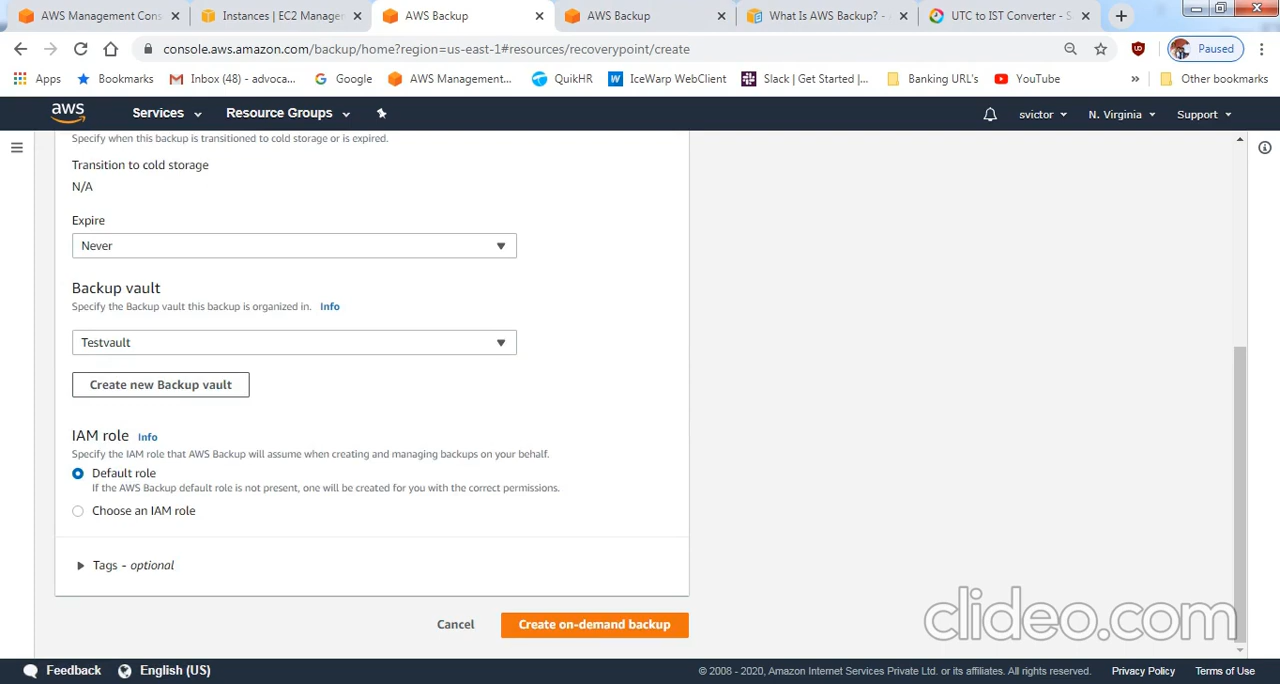 AWS Management Cons
Instances | EC2 Managem
AWS Backup
AWS Backup
What Is AWS Backup? -
UTC to IST Converter - S
console.aws.amazon.com/backup/home?region=us-east-1#resources/recoverypoint/create
Paused
Apps
Bookmarks
Inbox (48) - advoca...
Google
AWS Management...
QuikHR
IceWarp WebClient
Slack | Get Started |...
Banking URL's
YouTube
»
Other bookmarks
aws
Services
Resource Groups
svictor
N. Virginia
Support
Specify when this backup is transitioned to cold storage or is expired.
Transition to cold storage
N/A
Expire
Never
Backup vault
Specify the Backup vault this backup is organized in. Info
Testvault
Create new Backup vault
IAM role Info
Specify the IAM role that AWS Backup will assume when creating and managing backups on your behalf.
Default role
If the AWS Backup default role is not present, one will be created for you with the correct permissions.
Choose an IAM role
Tags - optional
Cancel
Create on-demand backup
clideo.com
Feedback
English (US)
© 2008 - 2020, Amazon Internet Services Private Ltd. or its affiliates. All rights reserved.
Privacy Policy
Terms of Use